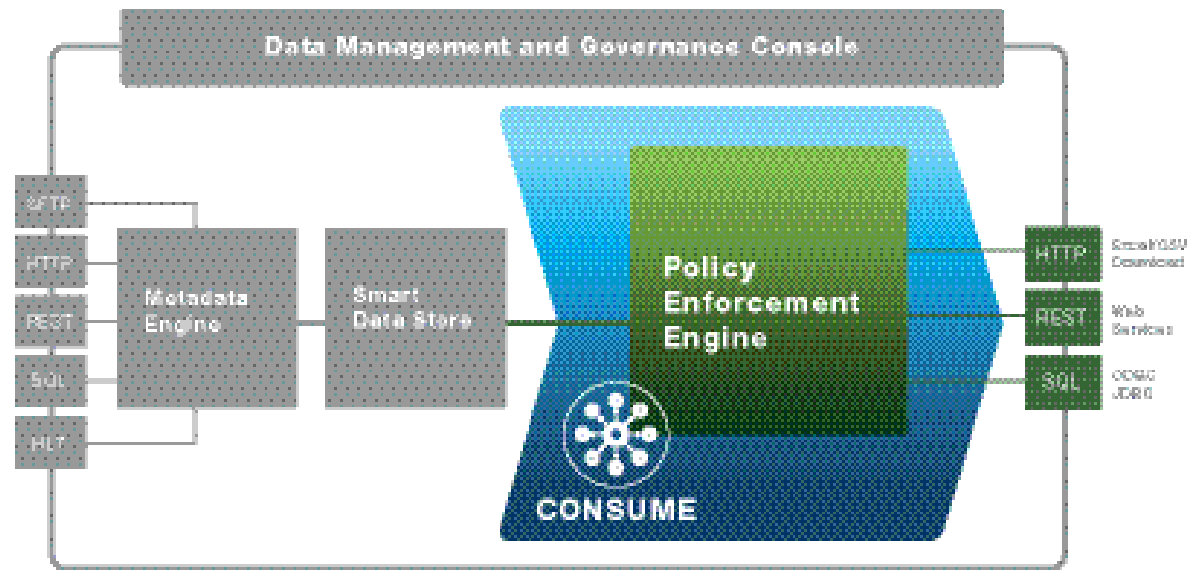 Data Management and Governance Console
SFTP
HTTP
REST
SQL
Metadata
Engine
Smart
Data Store
Policy
Enforcement
Engine
CONSUME
HTTP
Download
REST
Web
Services
SQL
ODBC
JDBC